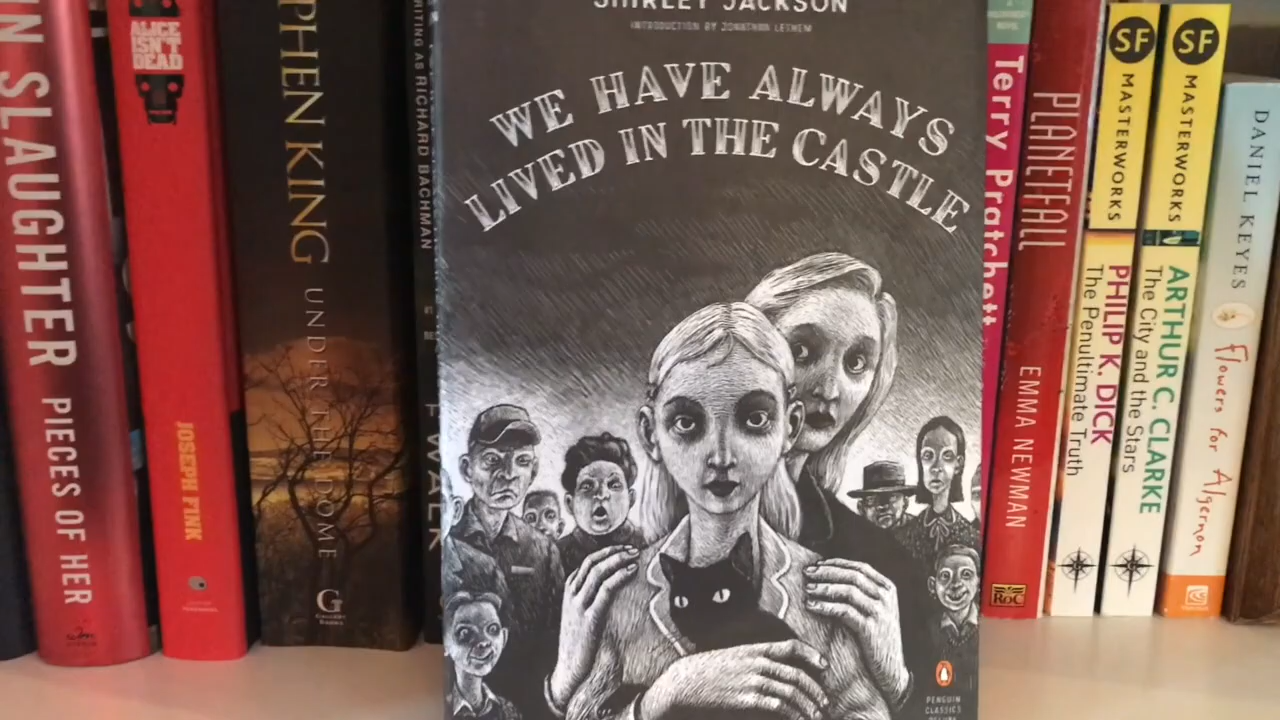 N SLAUGHTER PIECES OF HER
ALICE
ISN'T
DEAD
JOSEPH FINK
PHEN KING UNDER THE DOME
G
WRITING AS RICHARD BACHMAN
WALK
SHIRLEY JACKSON
INTRODUCTION BY JONATHAN LETHEM
WE HAVE ALWAYS
LIVED IN THE CASTLE
PENGUIN
CLASSICS
Terry Pratchett
PLANETFALL
EMMA NEWMAN
ROC
SF
MASTERWORKS
PHILIP K. DICK
The Penultimate Truth
SF
MASTERWORKS
ARTHUR C. CLARKE
The City and the Stars
DANIEL KEYES
Flowers for Algernon